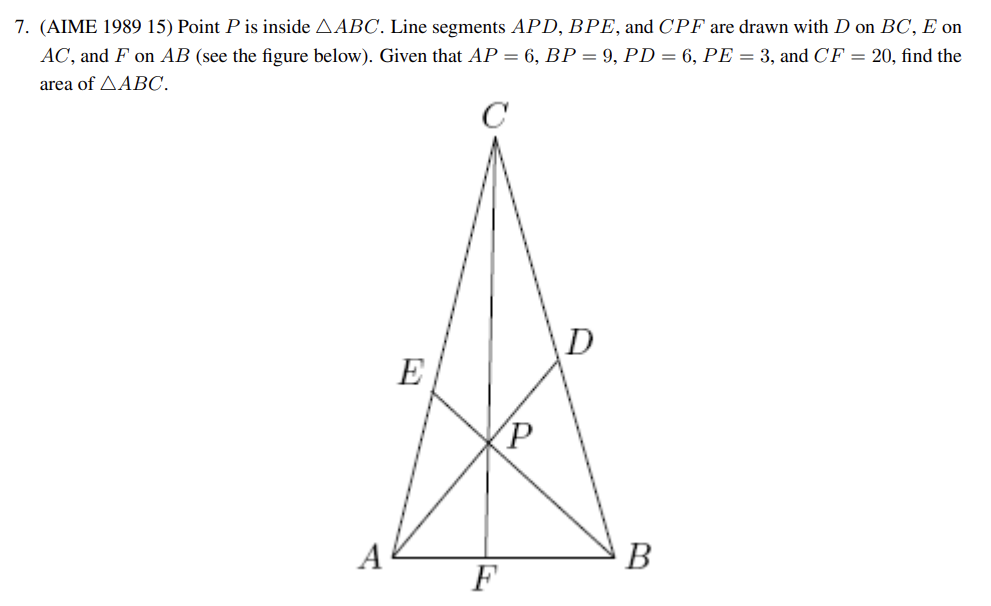 7. (AIME 1989 15) Point P is inside △ABC. Line segments APD, BPE, and CPF are drawn with D on BC, E on
AC, and F on AB (see the figure below). Given that AP = 6, BP = 9, PD = 6, PE = 3, and CF = 20, find the
area of △ABC.
C
D
E
P
A
B
F